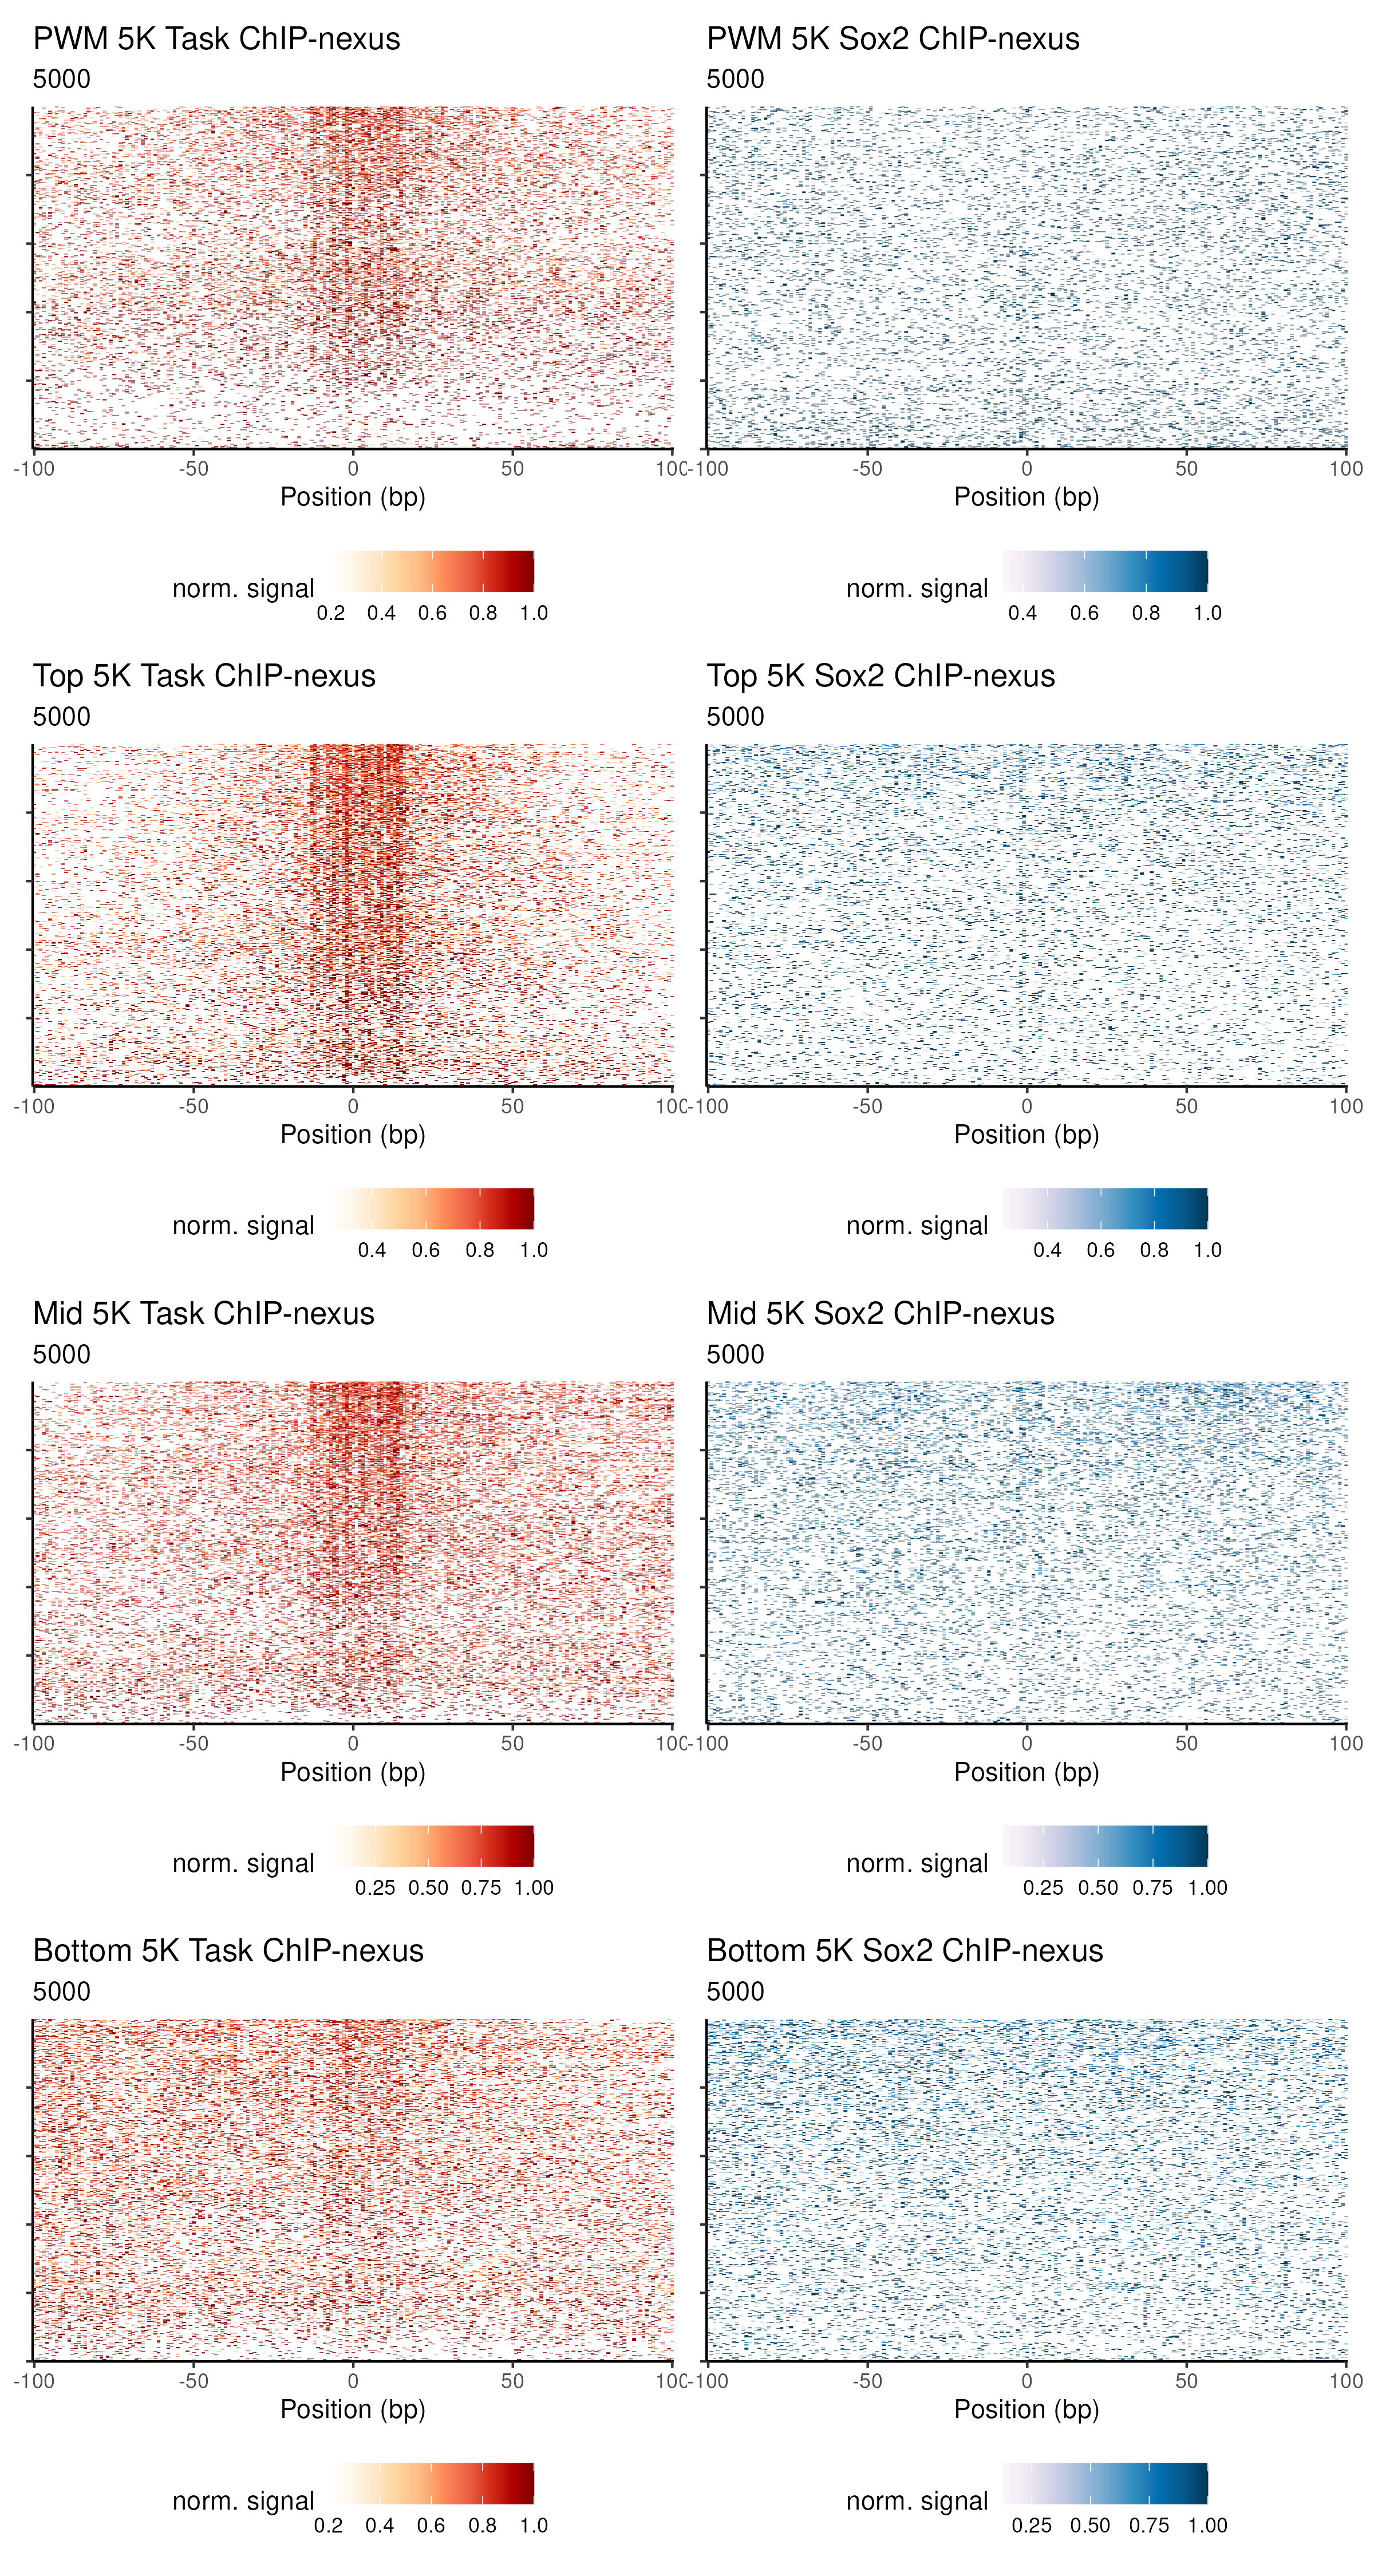 PWM 5K Task ChIP-nexus
5000
-100 -50 0 50 100
Position (bp)
norm. signal
0.2 0.4 0.6 0.8 1.0
PWM 5K Sox2 ChIP-nexus
5000
-100 -50 0 50 100
Position (bp)
norm. signal
0.4 0.6 0.8 1.0
Top 5K Task ChIP-nexus
5000
-100 -50 0 50 100
Position (bp)
norm. signal
0.4 0.6 0.8 1.0
Top 5K Sox2 ChIP-nexus
5000
-100 -50 0 50 100
Position (bp)
norm. signal
0.4 0.6 0.8 1.0
Mid 5K Task ChIP-nexus
5000
-100 -50 0 50 100
Position (bp)
norm. signal
0.25 0.50 0.75 1.00
Mid 5K Sox2 ChIP-nexus
5000
-100 -50 0 50 100
Position (bp)
norm. signal
0.25 0.50 0.75 1.00
Bottom 5K Task ChIP-nexus
5000
-100 -50 0 50 100
Position (bp)
norm. signal
0.2 0.4 0.6 0.8 1.0
Bottom 5K Sox2 ChIP-nexus
5000
-100 -50 0 50 100
Position (bp)
norm. signal
0.25 0.50 0.75 1.00